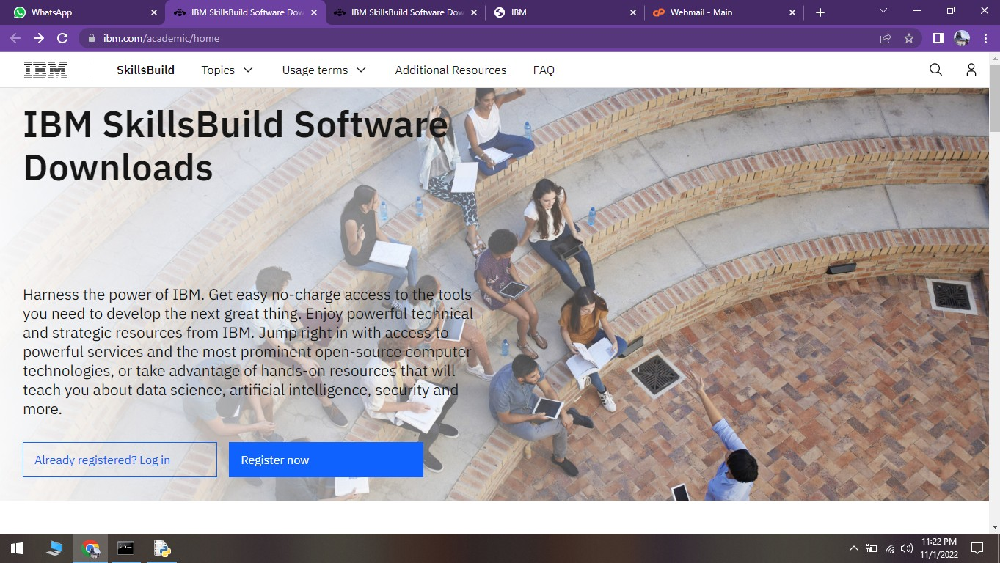 WhatsApp
IBM SkillsBuild Software Dow
IBM SkillsBuild Software Dow
IBM
Webmail - Main
ibm.com/academic/home
IBM
SkillsBuild
Topics
Usage terms
Additional Resources
FAQ
IBM SkillsBuild Software
Downloads
Harness the power of IBM. Get easy no-charge access to the tools
you need to develop the next great thing. Enjoy powerful technical
and strategic resources from IBM. Jump right in with access to
powerful services and the most prominent open-source computer
technologies, or take advantage of hands-on resources that will
teach you about data science, artificial intelligence, security and
more.
Already registered? Log in
Register now
11:22 PM
11/1/2022